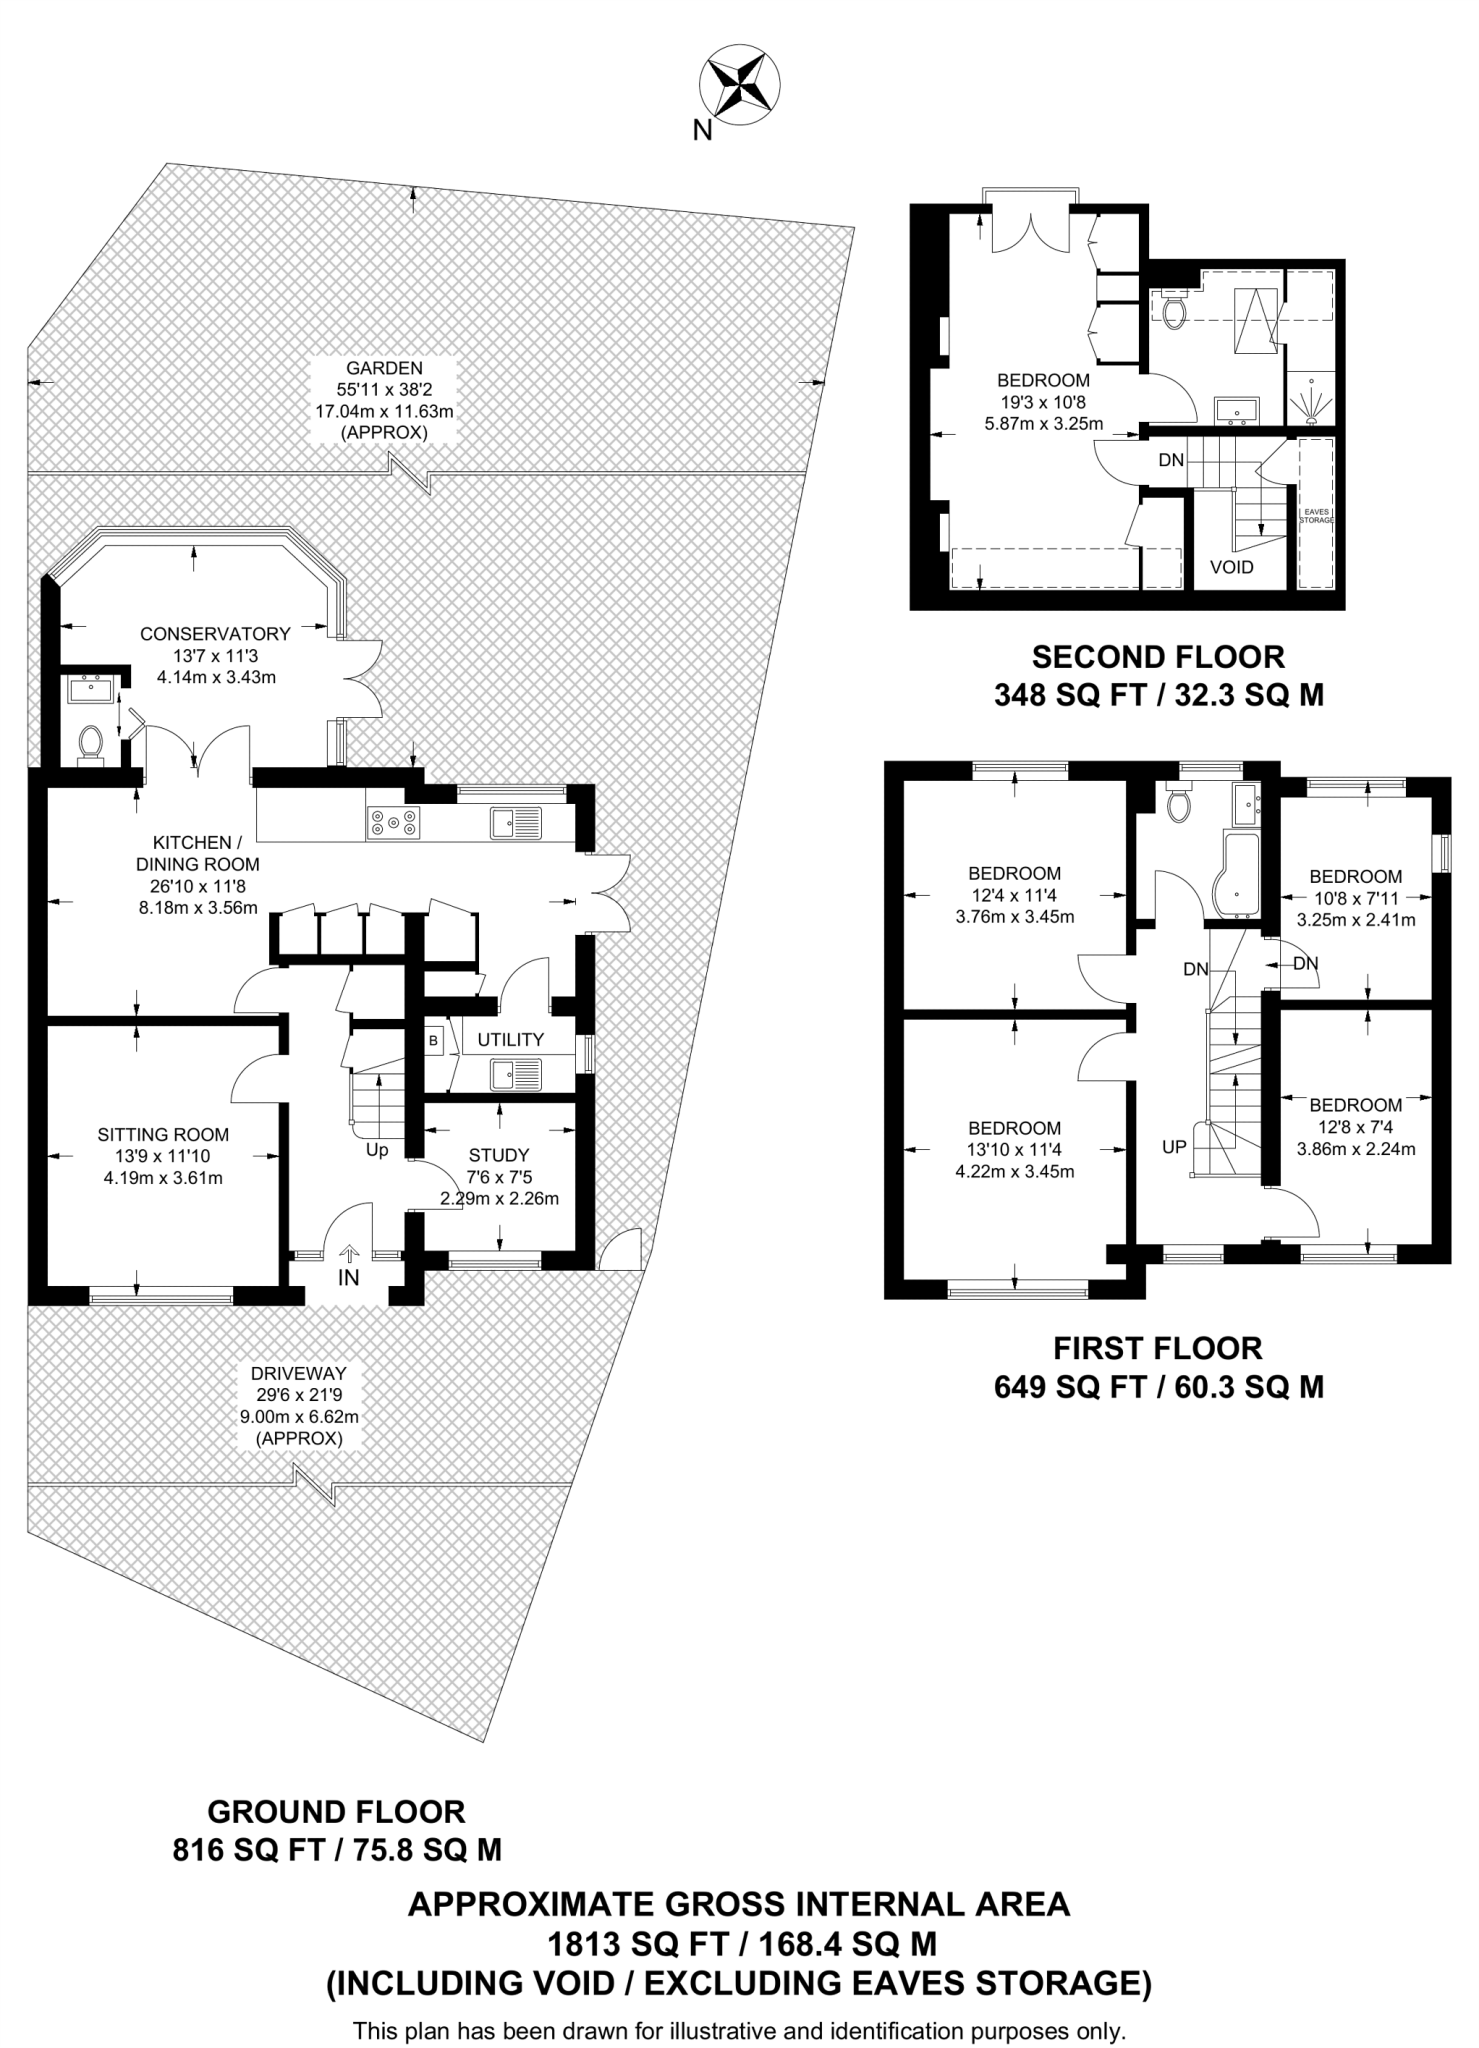 N
GARDEN
55'11 x 38'2
17.04m x 11.63m
(APPROX)
CONSERVATORY
13'7 x 11'3
4.14m x 3.43m
KITCHEN /
DINING ROOM
26'10 x 11'8
8.18m x 3.56m
B
UTILITY
SITTING ROOM
13'9 x 11'10
4.19m x 3.61m
Up
STUDY
7'6 x 7'5
2.29m x 2.26m
IN
DRIVEWAY
29'6 x 21'9
9.00m x 6.62m
(APPROX)
GROUND FLOOR
816 SQ FT / 75.8 SQ M
BEDROOM
19'3 x 10'8
5.87m x 3.25m
DN
EAVES
STORAGE
VOID
SECOND FLOOR
348 SQ FT / 32.3 SQ M
BEDROOM
12'4 x 11'4
3.76m x 3.45m
BEDROOM
10'8 x 7'11
3.25m x 2.41m
DN
DN
BEDROOM
13'10 x 11'4
4.22m x 3.45m
UP
BEDROOM
12'8 x 7'4
3.86m x 2.24m
FIRST FLOOR
649 SQ FT / 60.3 SQ M
APPROXIMATE GROSS INTERNAL AREA
1813 SQ FT / 168.4 SQ M
(INCLUDING VOID / EXCLUDING EAVES STORAGE)
This plan has been drawn for illustrative and identification purposes only.